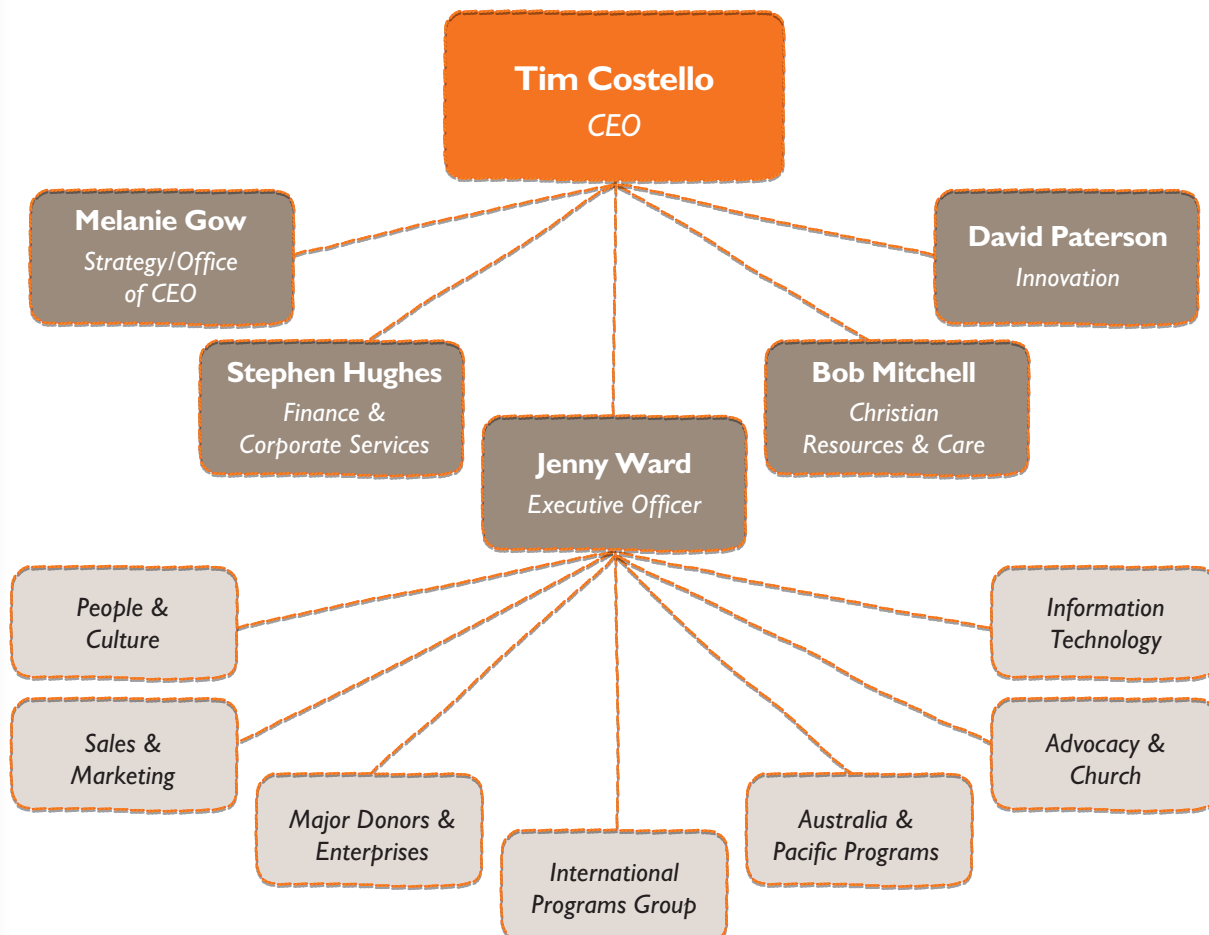 Tim Costello
CEO
Melanie Gow
Strategy/Office
of CEO
David Paterson
Innovation
Stephen Hughes
Finance &
Corporate Services
Bob Mitchell
Christian
Resources & Care
Jenny Ward
Executive Officer
People &
Culture
Information
Technology
Sales &
Marketing
Advocacy &
Church
Major Donors &
Enterprises
Australia &
Pacific Programs
International
Programs Group